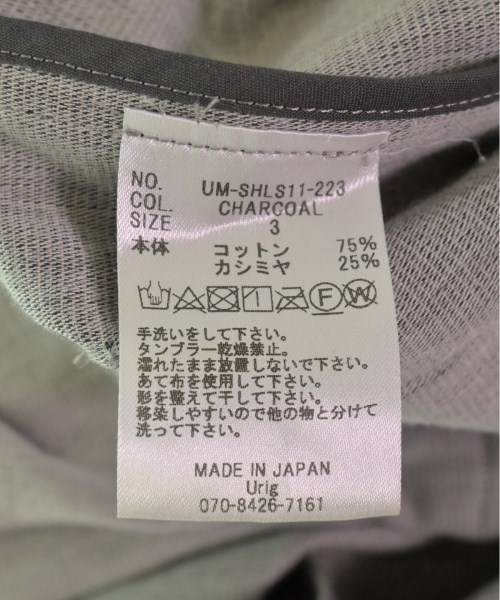 NO. UM-SHLS11-223
COL. CHARCOAL
SIZE 3
本体 コットン 75%
カシミヤ 25%
F W
手洗いをして下さい。
タンブラー乾燥禁止。
濡れたまま放置しないで下さい。
あて布を使用して下さい。
形を整えて干して下さい。
移染しやすいので他の物と分けて
洗って下さい。
MADE IN JAPAN
Urig
070-8426-7161